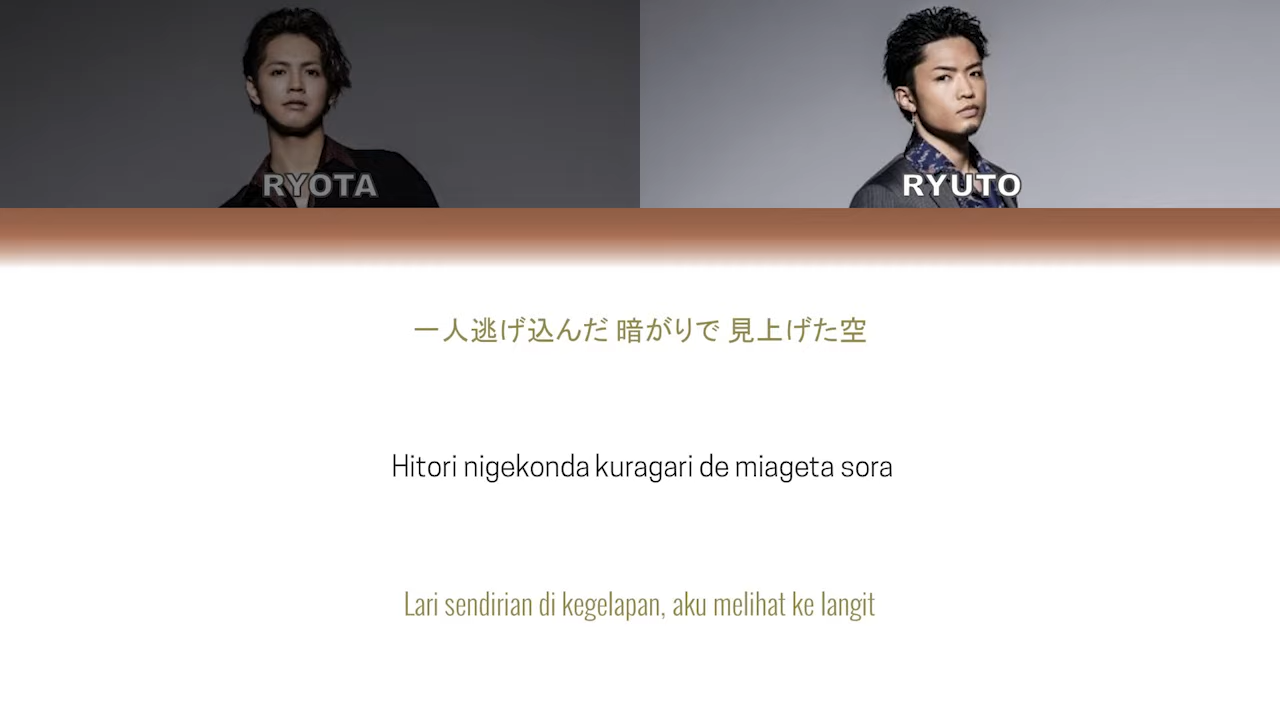 RYOTA
RYUTO
一人逃げ込んだ 暗がりで 見上げた空
Hitori nigekonda kuragari de miageta sora
Lari sendirian di kegelapan, aku melihat ke langit